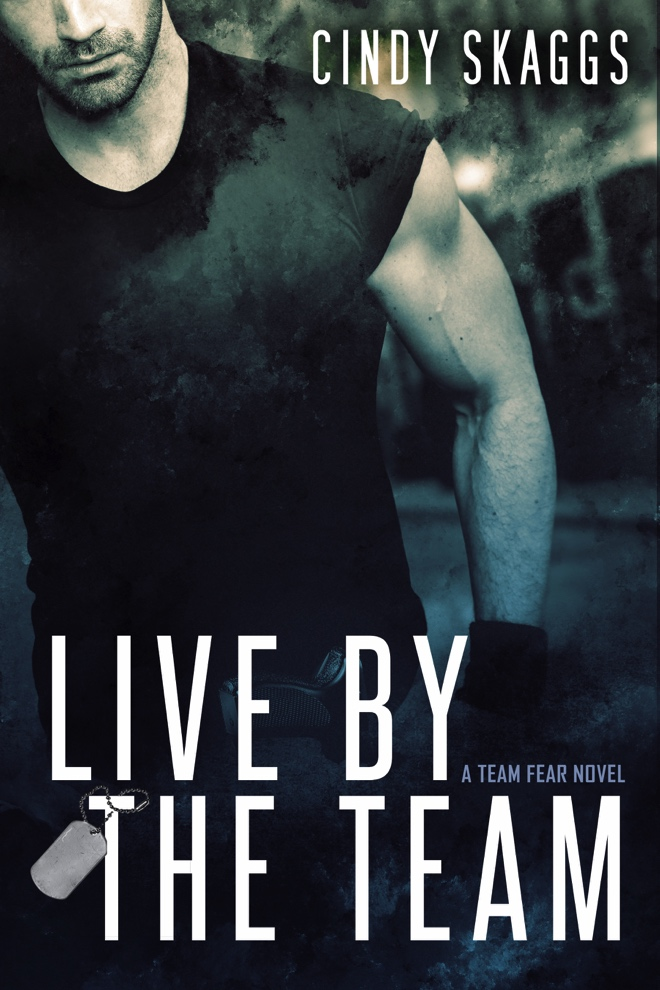 CINDY SKAGGS
LIVE BY
A TEAM FEAR NOVEL
THE TEAM